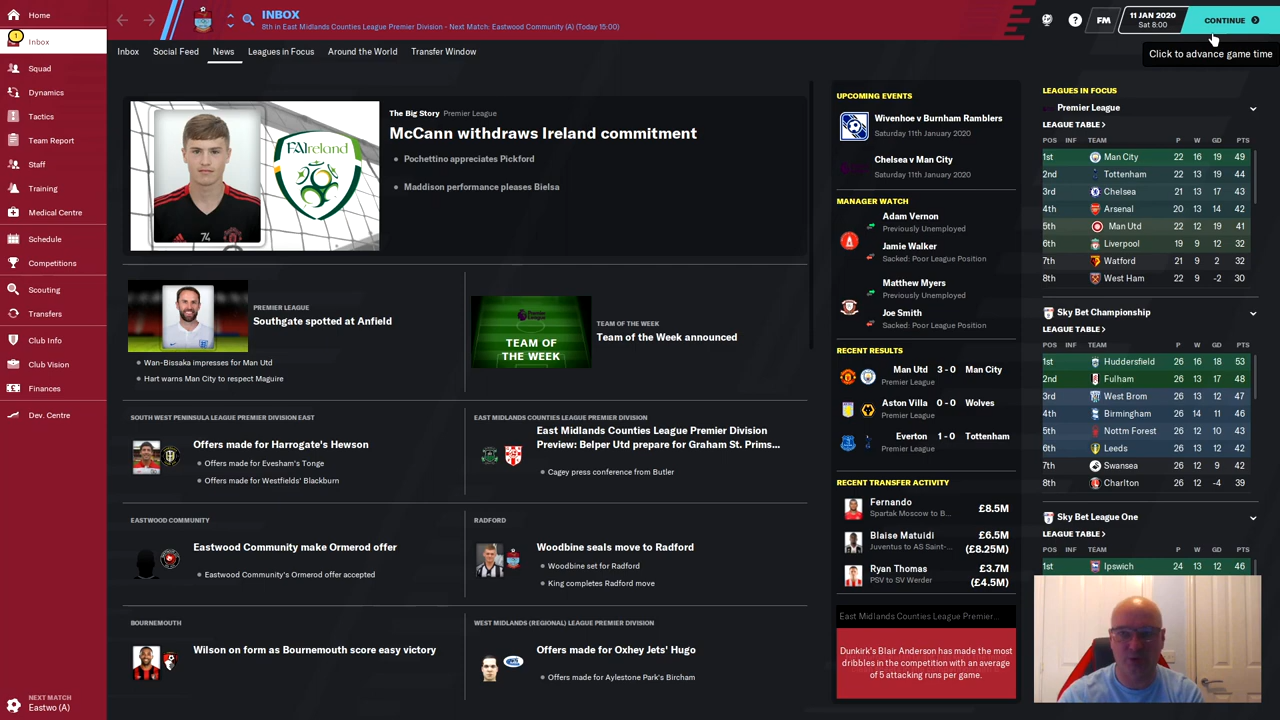 Home
INBOX
8th in East Midlands Counties League Premier Division - Next Match: Eastwood Community (A) (Today 15:00)
?
FM
11 JAN 2020
Sat 8:00
CONTINUE
Click to advance game time
1
Inbox
Squad
Dynamics
Tactics
Team Report
Staff
Training
Medical Centre
Schedule
Competitions
Scouting
Transfers
Club Info
Club Vision
Finances
Dev. Centre
NEXT MATCH
Eastwo (A)
Inbox
Social Feed
News
Leagues in Focus
Around the World
Transfer Window
FAIreland
The Big Story Premier League
McCann withdraws Ireland commitment
Pochettino appreciates Pickford
Maddison performance pleases Bielsa
PREMIER LEAGUE
Southgate spotted at Anfield
Wan-Bissaka impresses for Man Utd
Hart warns Man City to respect Maguire
TEAM OF THE WEEK
TEAM OF THE WEEK
Team of the Week announced
SOUTH WEST PENINSULA LEAGUE PREMIER DIVISION EAST
Offers made for Harrogate's Hewson
Offers made for Evesham's Tonge
Offers made for Westfields' Blackburn
EAST MIDLANDS COUNTIES LEAGUE PREMIER DIVISION
East Midlands Counties League Premier Division
Preview: Belper Utd prepare for Graham St. Prims...
Cagey press conference from Butler
EASTWOOD COMMUNITY
Eastwood Community make Ormerod offer
Eastwood Community's Ormerod offer accepted
RADFORD
Woodbine seals move to Radford
Woodbine set for Radford
King completes Radford move
BOURNEMOUTH
Wilson on form as Bournemouth score easy victory
WEST MIDLANDS (REGIONAL) LEAGUE PREMIER DIVISION
Offers made for Oxhey Jets' Hugo
Offers made for Aylestone Park's Bircham
UPCOMING EVENTS
Wivenhoe v Burnham Ramblers
Saturday 11th January 2020
Chelsea v Man City
Saturday 11th January 2020
MANAGER WATCH
Adam Vernon
Previously Unemployed
Jamie Walker
Sacked: Poor League Position
Matthew Myers
Previously Unemployed
Joe Smith
Sacked: Poor League Position
RECENT RESULTS
Man Utd 3 - 0 Man City
Premier League
Aston Villa 0 - 0 Wolves
Premier League
Everton 1 - 0 Tottenham
Premier League
RECENT TRANSFER ACTIVITY
Fernando
Spartak Moscow to B...
£8.5M
Blaise Matuidi
Juventus to AS Saint-...
£6.5M
(£8.25M)
Ryan Thomas
PSV to SV Werder
£3.7M
(£4.5M)
East Midlands Counties League Premier...
Dunkirk's Blair Anderson has made the most
dribbles in the competition with an average
of 5 attacking runs per game.
LEAGUES IN FOCUS
Premier League
LEAGUE TABLE >
POS INF TEAM P W GD PTS
1st Man City 22 16 19 49
2nd Tottenham 22 13 19 44
3rd Chelsea 21 13 17 43
4th Arsenal 20 13 14 42
5th Man Utd 22 12 19 41
6th Liverpool 19 9 12 32
7th Watford 21 9 2 32
8th West Ham 22 9 -2 30
Sky Bet Championship
LEAGUE TABLE >
POS INF TEAM P W GD PTS
1st Huddersfield 26 16 18 53
2nd Fulham 26 13 17 48
3rd West Brom 26 13 12 47
4th Birmingham 26 14 11 46
5th Nottm Forest 26 12 10 43
6th Leeds 26 13 12 42
7th Swansea 26 12 9 42
8th Charlton 26 12 -4 39
Sky Bet League One
LEAGUE TABLE >
POS INF TEAM P W GD PTS
1st Ipswich 24 13 12 46